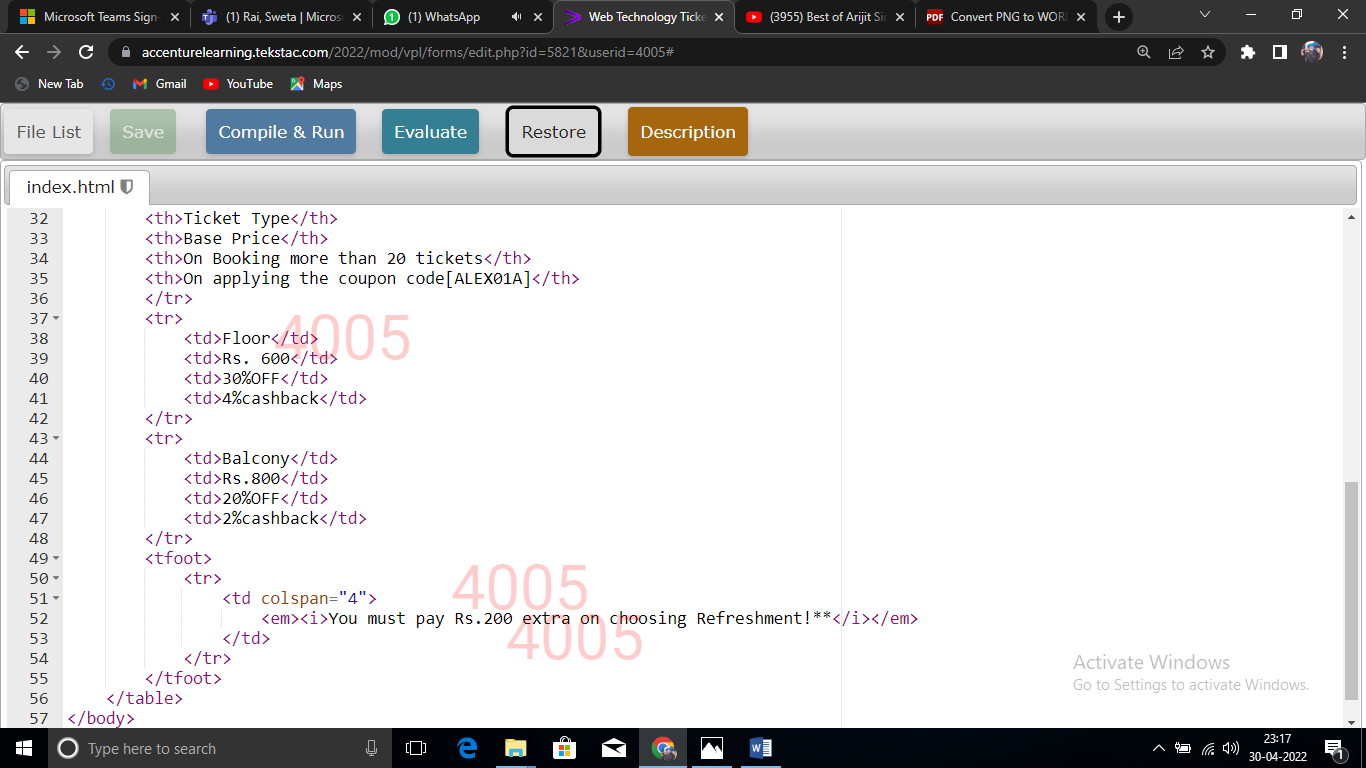 Microsoft Teams Sign-
(1) Rai, Sweta | Micros
(1) WhatsApp
Web Technology Ticke
(3955) Best of Arijit Sin
PDF Convert PNG to WOR
accenturelearning.tekstac.com/2022/mod/vpl/forms/edit.php?id=5821&userid=4005#
New Tab Gmail YouTube Maps
File List Save Compile & Run Evaluate Restore Description
index.html
32 <th>Ticket Type</th>
33 <th>Base Price</th>
34 <th>On Booking more than 20 tickets</th>
35 <th>On applying the coupon code[ALEX01A]</th>
36 </tr>
37 <tr>
38 <td>Floor</td>
39 <td>Rs. 600</td>
40 <td>30%OFF</td>
41 <td>4%cashback</td>
42 </tr>
43 <tr>
44 <td>Balcony</td>
45 <td>Rs.800</td>
46 <td>20%OFF</td>
47 <td>2%cashback</td>
48 </tr>
49 <tfoot>
50 <tr>
51 <td colspan="4">
52 <em><i>You must pay Rs.200 extra on choosing Refreshment!**</i></em>
53 </td>
54 </tr>
55 </tfoot>
56 </table>
57 </body>
4005
4005
4005
Activate Windows
Go to Settings to activate Windows.
Type here to search
23:17
30-04-2022
1